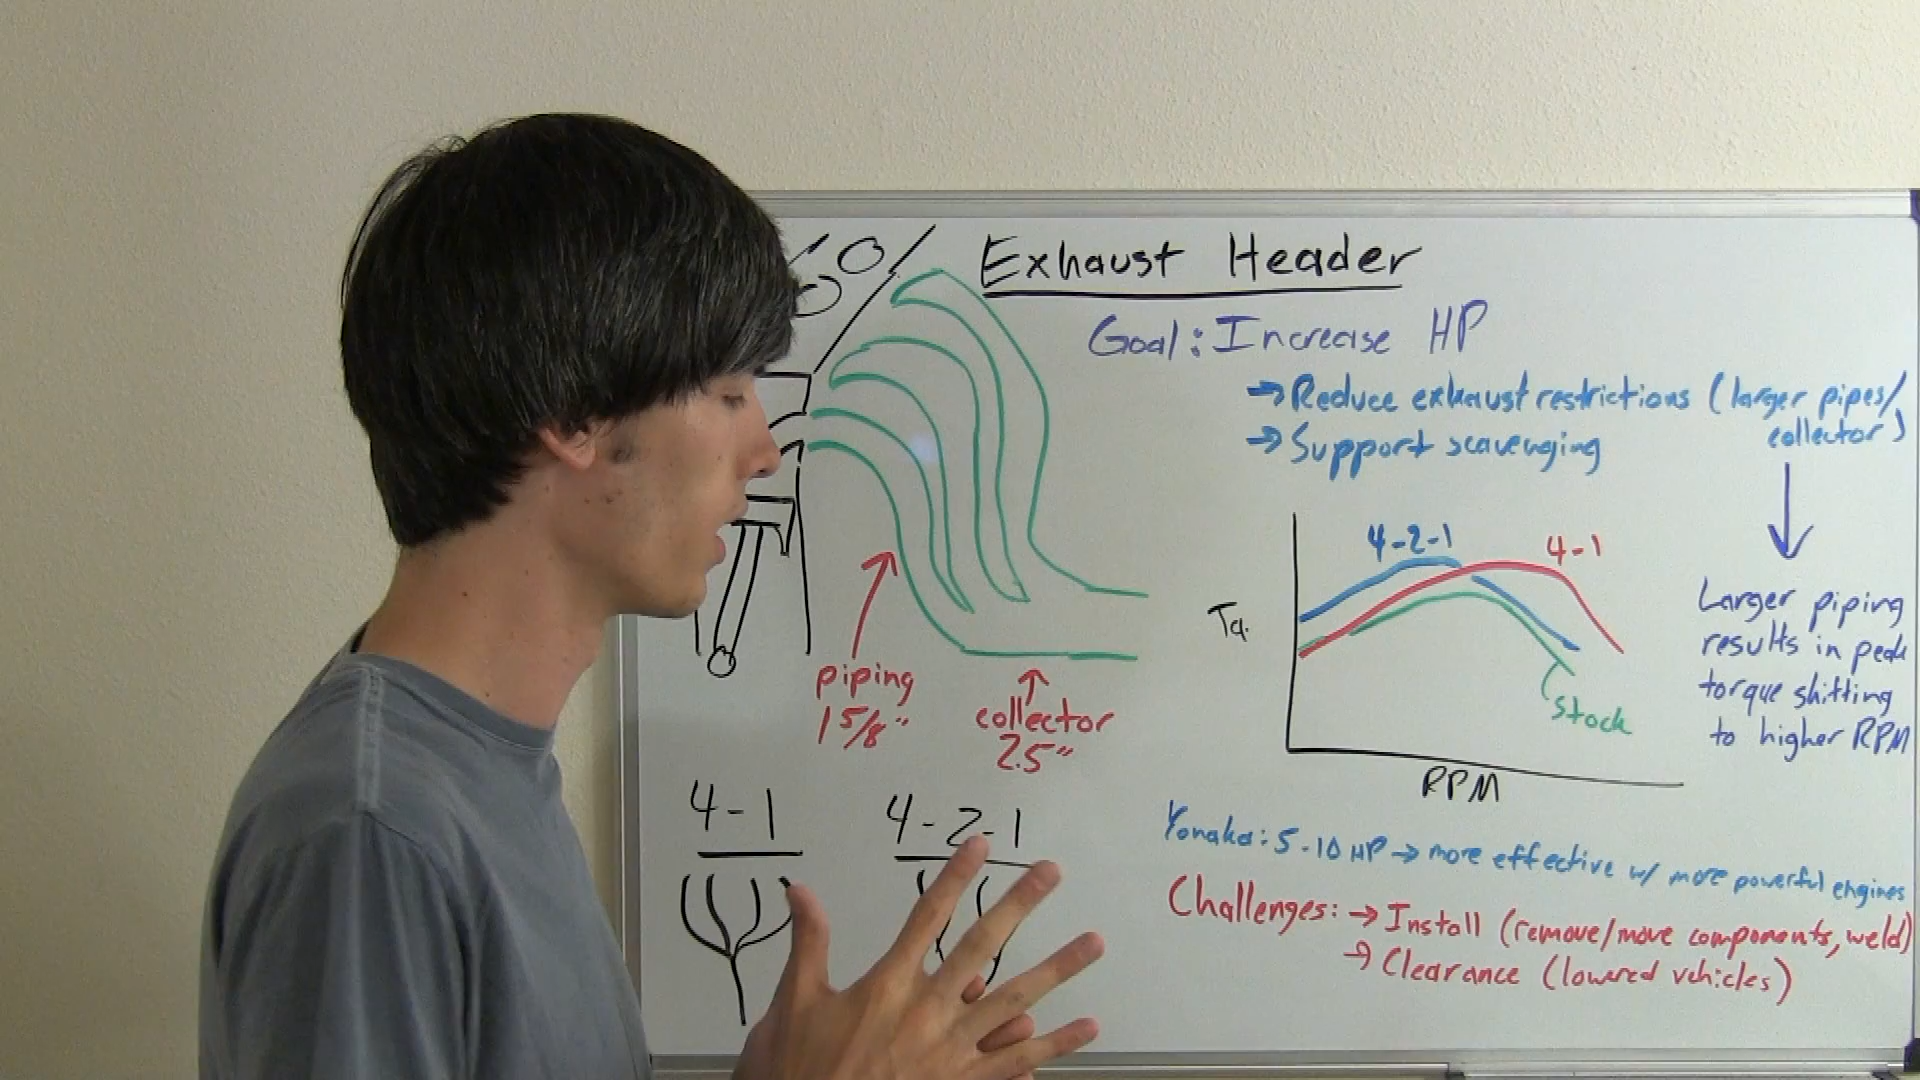 Exhaust Header
Goal: Increase HP
→ Reduce exhaust restrictions (larger pipes/
collector)
→ Support scavenging
4-2-1
4-1
Tq.
Stock
RPM
Larger piping
results in peak
torque shifting
to higher RPM
piping
1 5/8"
collector
2.5"
4-1
4-2-1
Yonaka: 5-10 HP → more effective w/ more powerful engines
Challenges: → Install (remove/move components, weld)
→ Clearance (lowered vehicles)